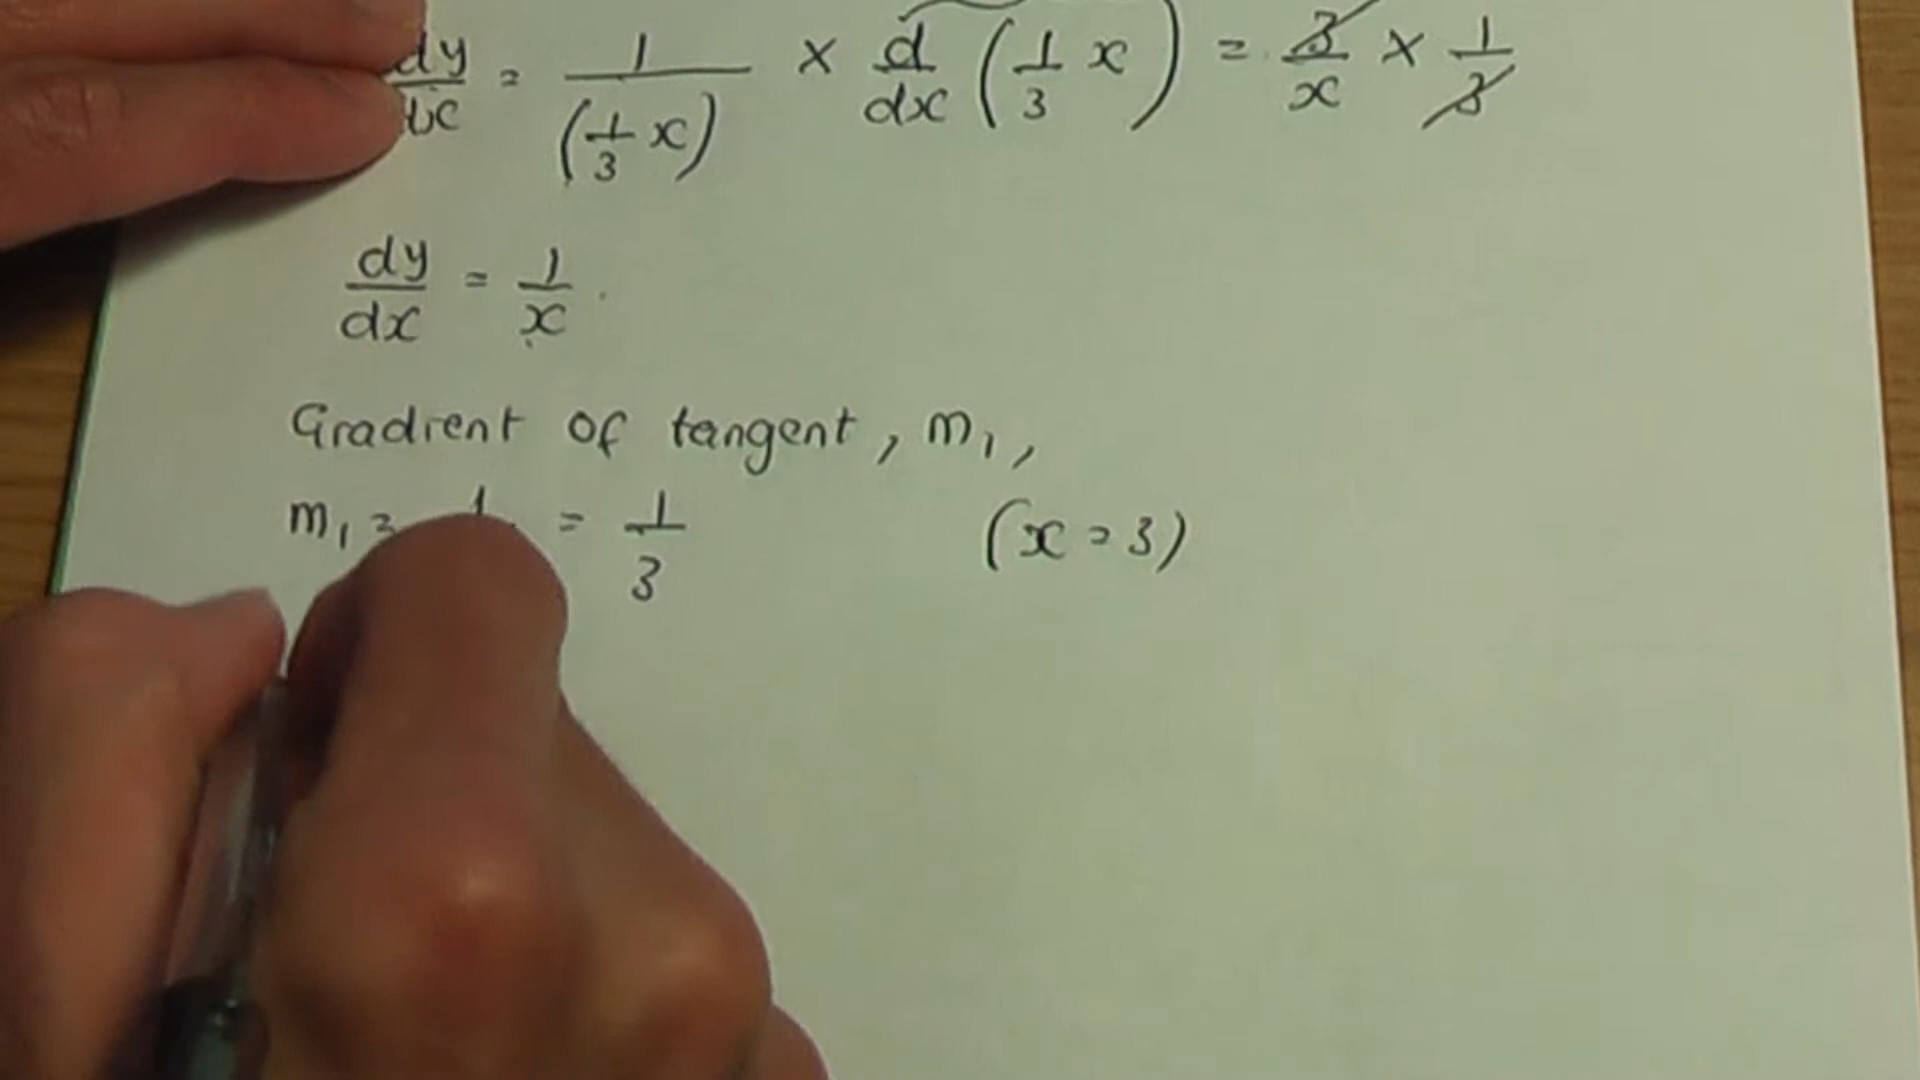 dy/dx = 1/(1/3 x) × d/dx (1/3 x) = 3/x × 1/3
dy/dx = 1/x.
Gradient of tangent, m₁,
m₁ = 1 = 1/3 (x = 3)